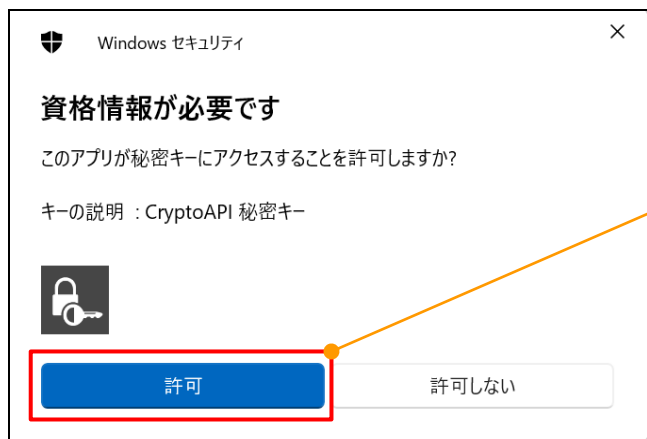 Windows セキュリティ
資格情報が必要です
このアプリが秘密キーにアクセスすることを許可しますか?
キーの説明 : CryptoAPI 秘密キー
許可 許可しない